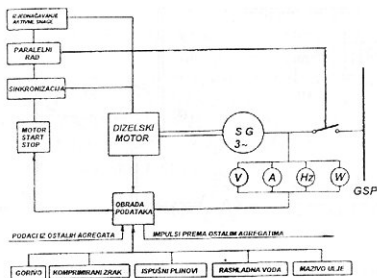 IZJEDNAČAVANJE
AKTIVNE SNAGE
PARALELNI
RAD
SINKRONIZACIJA
MOTOR
START
STOP
DIZELSKI
MOTOR
S G
3~
V
A
Hz
W
GSP
OBRADA
PODATAKA
PODACI IZ OSTALIH AGREGATA
IMPULSI PREMA OSTALIM AGREGATIMA
GORIVO
KOMPRIMIRANI ZRAK
ISPUŠNI PLINOVI
RASHLADNA VODA
MAZIVO ULJE